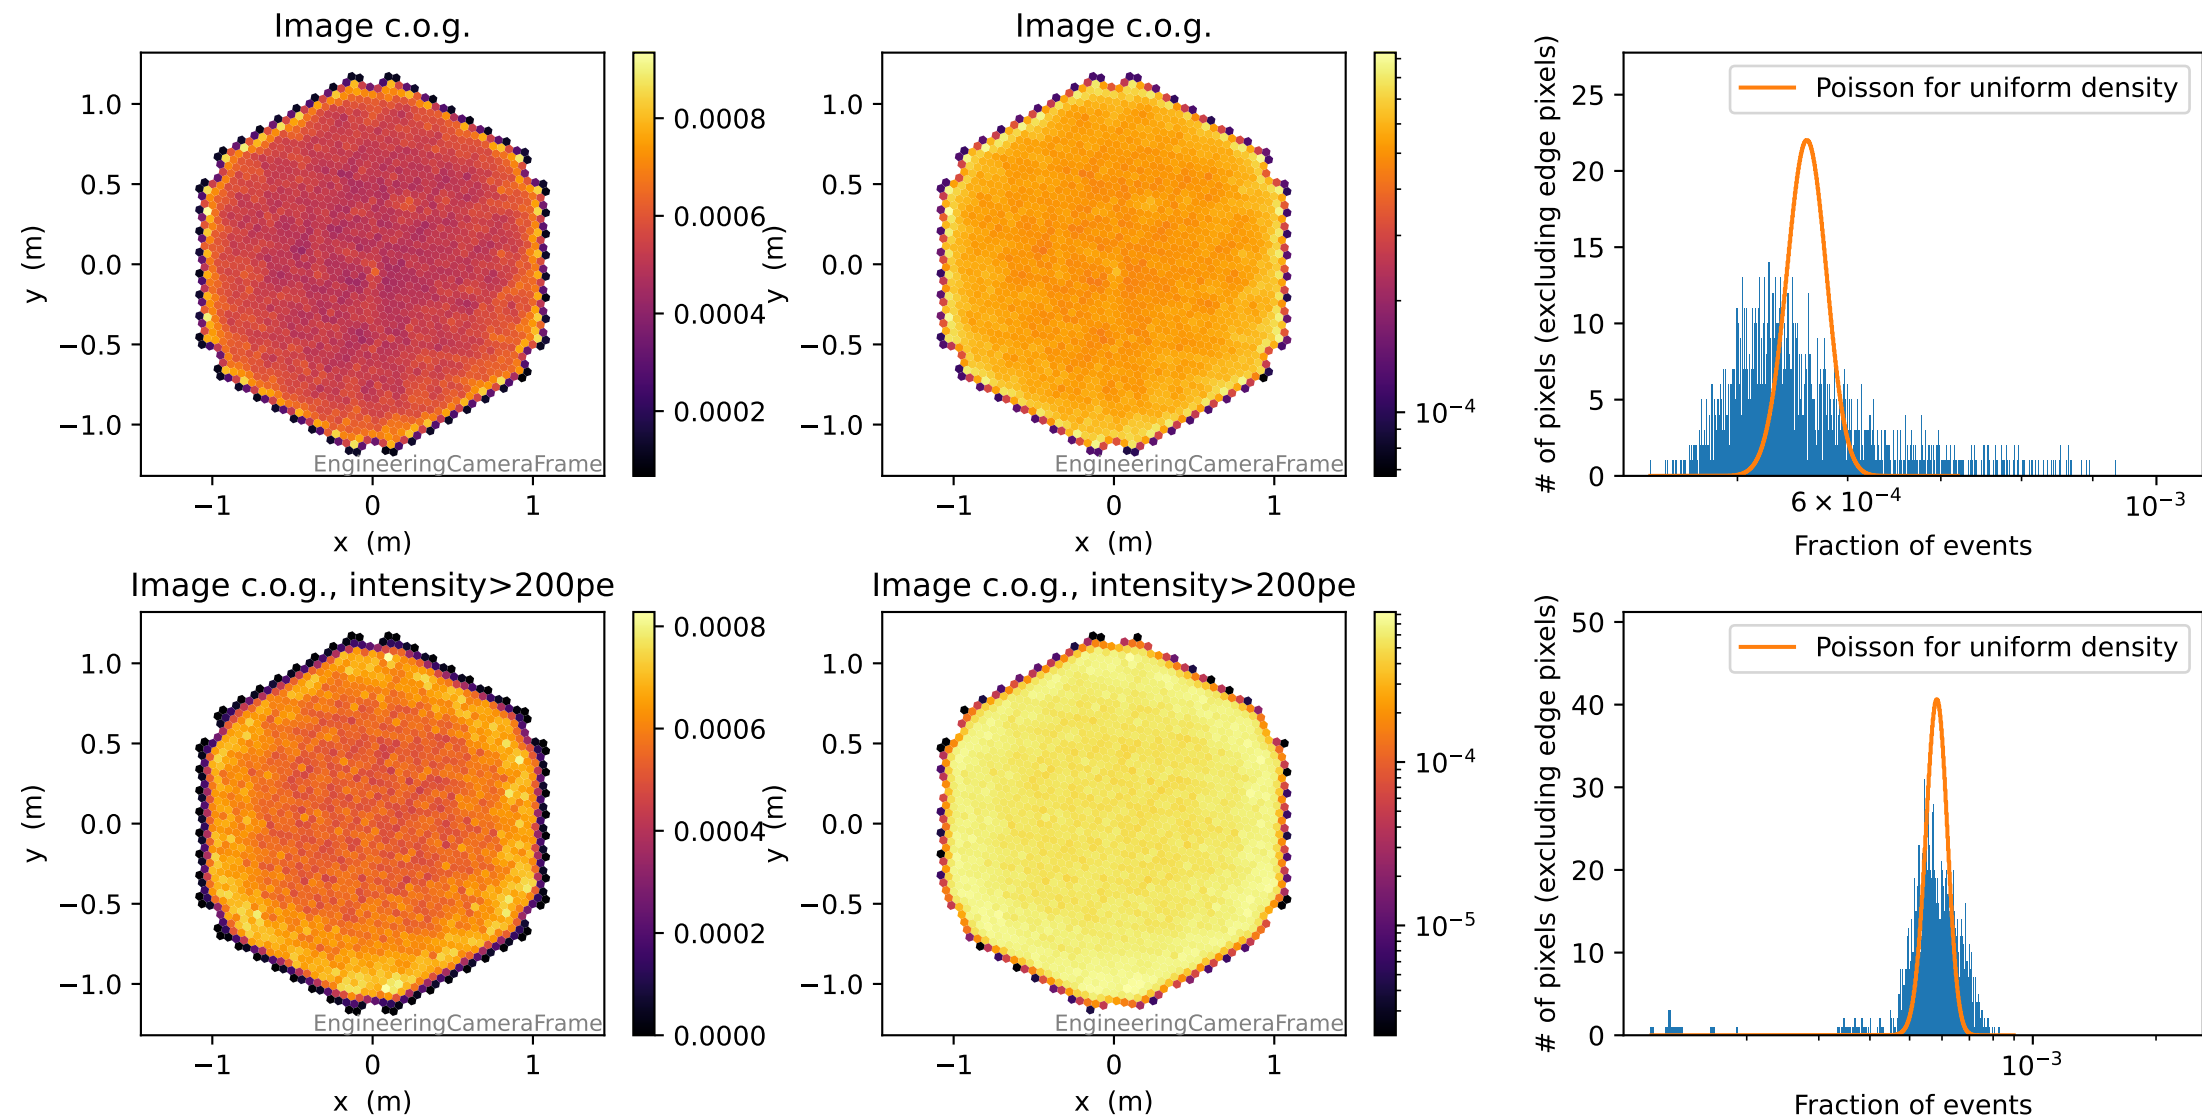 Image c.o.g.
y (m)
1.0
0.5
0.0
−0.5
−1.0
EngineeringCameraFrame
−1
0
1
x (m)
0.0008
0.0006
0.0004
0.0002
Image c.o.g.
y (m)
1.0
0.5
0.0
−0.5
−1.0
EngineeringCameraFrame
−1
0
1
x (m)
10⁻⁴
# of pixels (excluding edge pixels)
25
20
15
10
5
0
Poisson for uniform density
6 × 10⁻⁴
10⁻³
Fraction of events
Image c.o.g., intensity>200pe
y (m)
1.0
0.5
0.0
−0.5
−1.0
EngineeringCameraFrame
−1
0
1
x (m)
0.0008
0.0006
0.0004
0.0002
0.0000
Image c.o.g., intensity>200pe
y (m)
1.0
0.5
0.0
−0.5
−1.0
EngineeringCameraFrame
−1
0
1
x (m)
10⁻⁴
10⁻⁵
# of pixels (excluding edge pixels)
50
40
30
20
10
0
Poisson for uniform density
10⁻³
Fraction of events